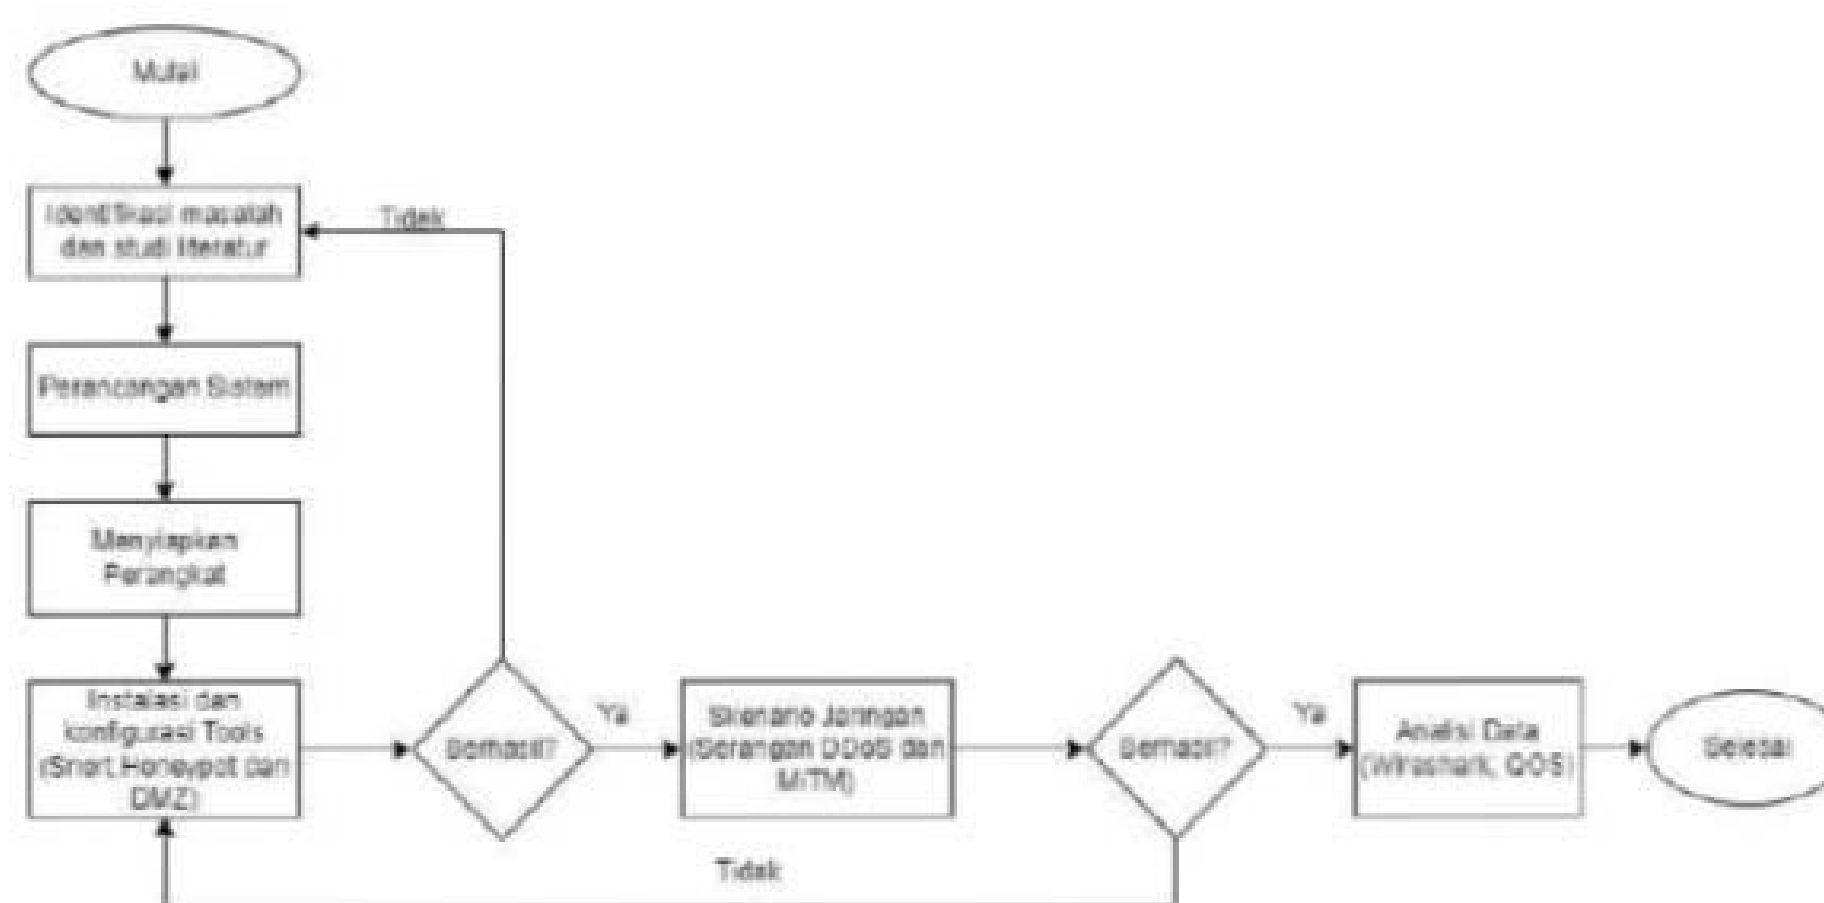 Mulai
Identifikasi masalah
dan studi literatur
Tidak
Perancangan Sistem
Menyiapkan
Perangkat
Instalasi dan
konfigurasi Tools
(Snort Honeypot dan
DMZ)
Berhasil?
Ya
Skenario Jaringan
(Serangan DDoS dan
MITM)
Berhasil?
Ya
Analisi Data
(Wireshark, QOS)
Selesai
Tidak